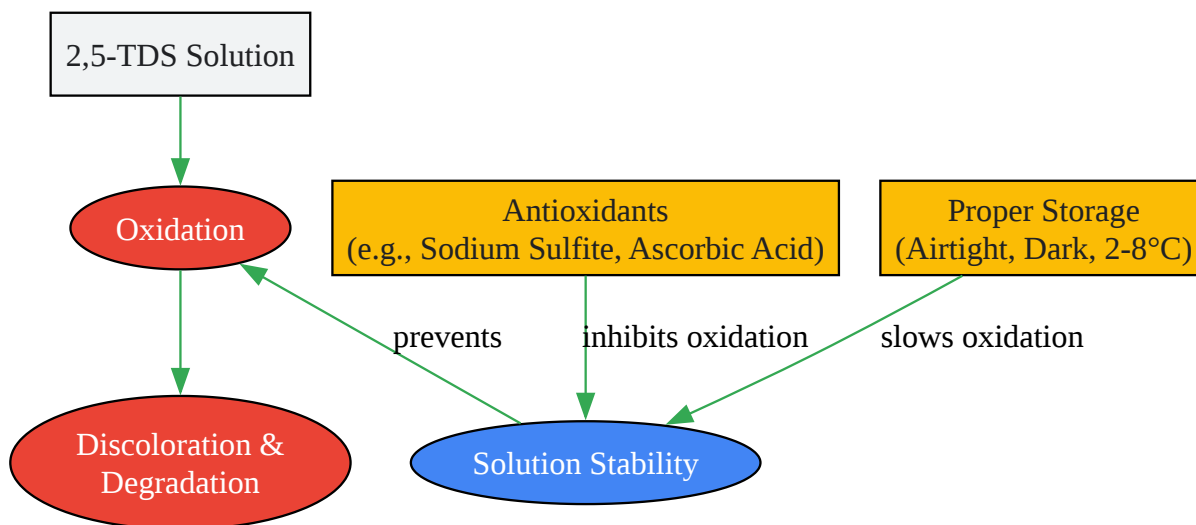 2,5-TDS Solution
Oxidation
Antioxidants
(e.g., Sodium Sulfite, Ascorbic Acid)
Proper Storage
(Airtight, Dark, 2-8°C)
prevents
inhibits oxidation
slows oxidation
Discoloration &
Degradation
Solution Stability